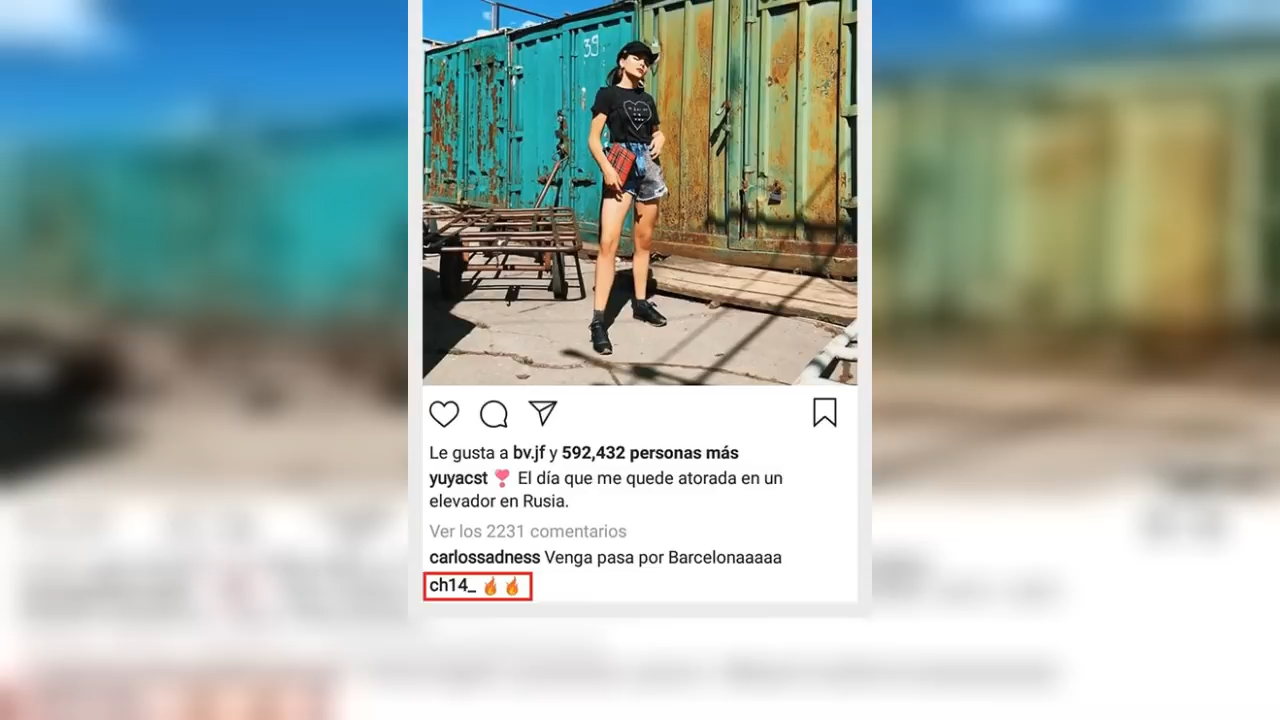 39
Le gusta a bv.jf y 592,432 personas más
yuyacst ❣️ El día que me quede atorada en un
elevador en Rusia.
Ver los 2231 comentarios
carlossadness Venga pasa por Barcelonaaaaa
ch14_ 🔥🔥